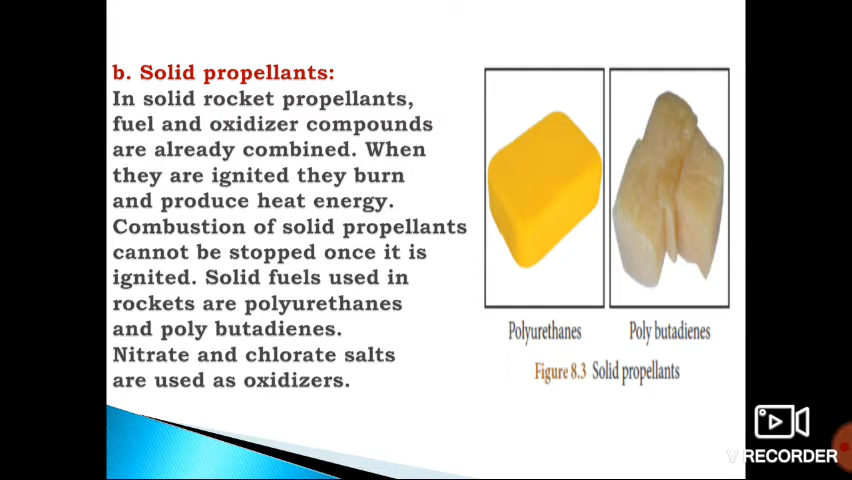 b. Solid propellants:
In solid rocket propellants,
fuel and oxidizer compounds
are already combined. When
they are ignited they burn
and produce heat energy.
Combustion of solid propellants
cannot be stopped once it is
ignited. Solid fuels used in
rockets are polyurethanes
and poly butadienes.
Nitrate and chlorate salts
are used as oxidizers.
Polyurethanes
Poly butadienes
Figure 8.3 Solid propellants
V RECORDER